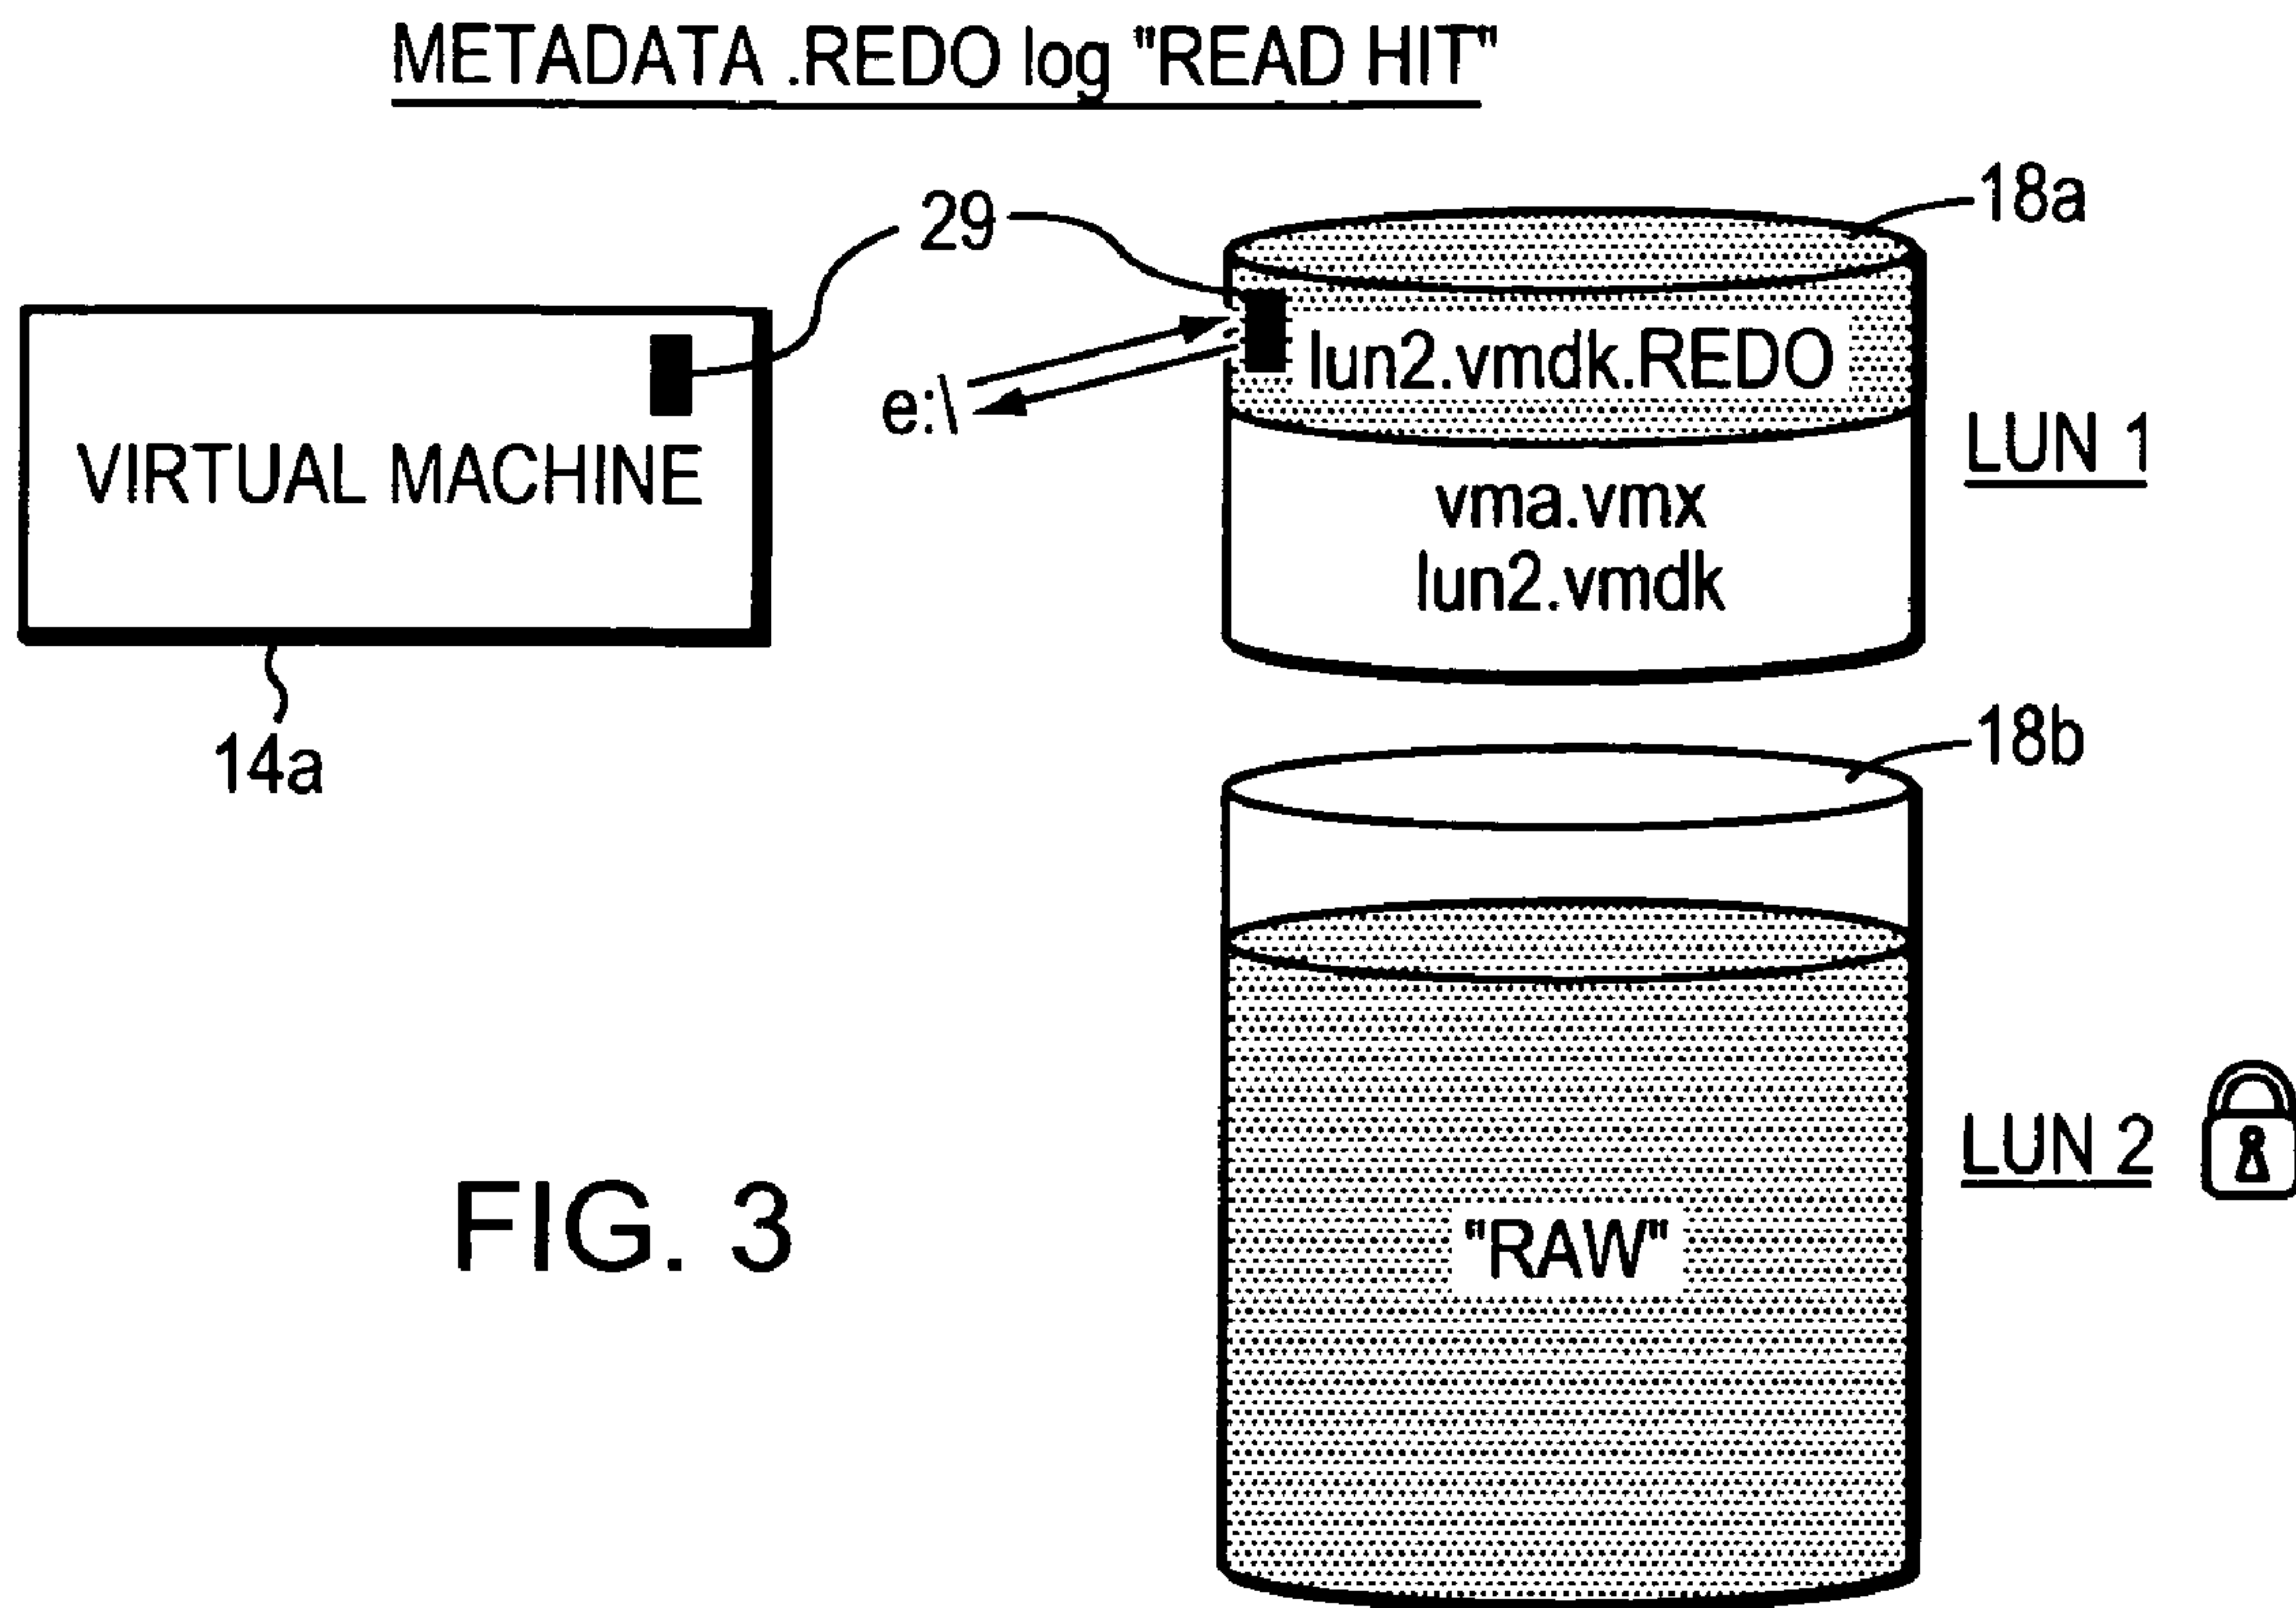 METADATA .REDO log "READ HIT"
29
18a
lun2.vmdk.REDO
e:\
VIRTUAL MACHINE
LUN 1
vma.vmx
lun2.vmdk
14a
18b
LUN 2
"RAW"
FIG. 3